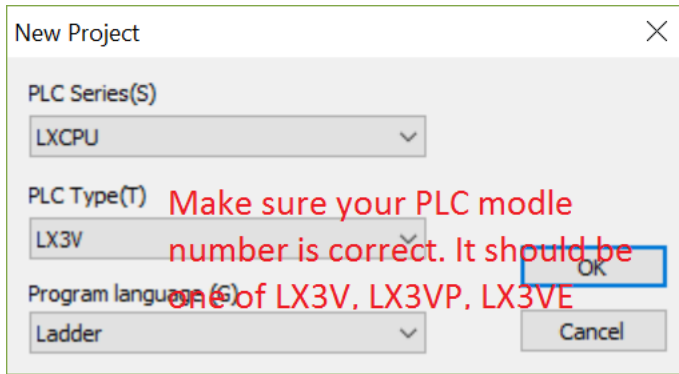 New Project
PLC Series(S)
LXCPU
PLC Type(T)
LX3V
Make sure your PLC modle
number is correct. It should be
one of LX3V, LX3VP, LX3VE
OK
Program language (G)
Ladder
Cancel